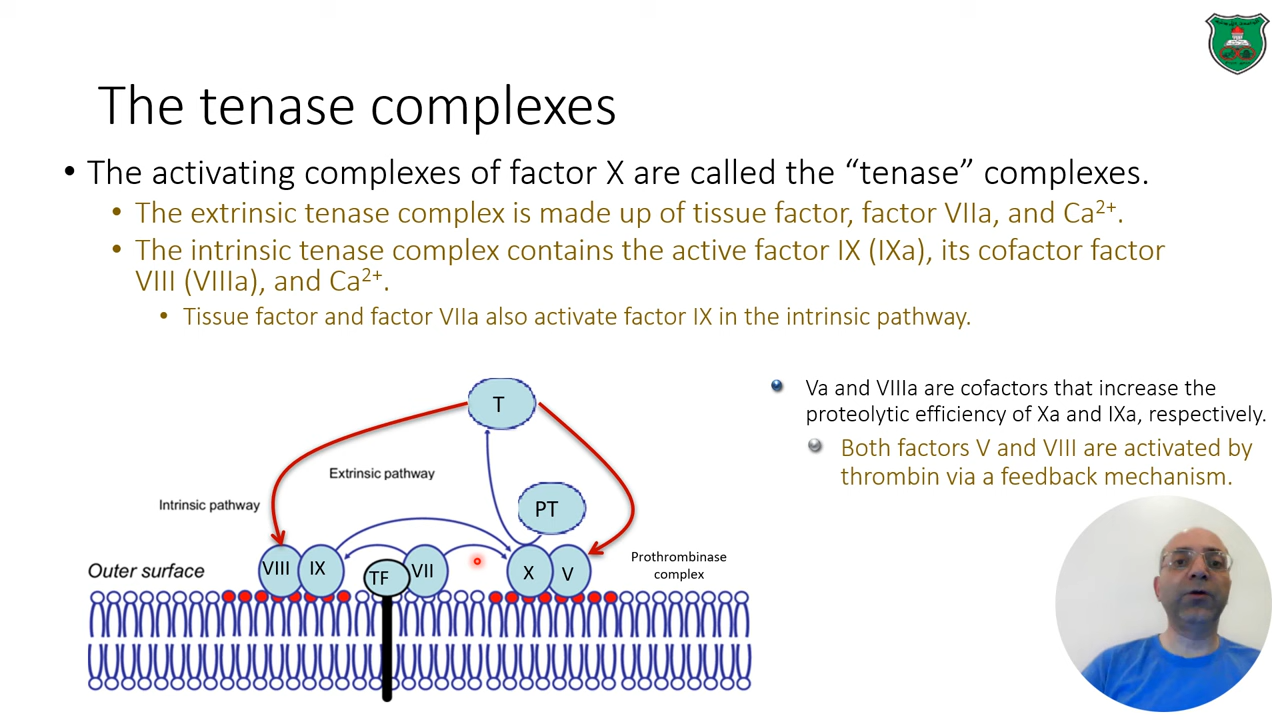 The tenase complexes
• The activating complexes of factor X are called the “tenase” complexes.
• The extrinsic tenase complex is made up of tissue factor, factor VIIa, and Ca²⁺.
• The intrinsic tenase complex contains the active factor IX (IXa), its cofactor factor
VIII (VIIIa), and Ca²⁺.
• Tissue factor and factor VIIa also activate factor IX in the intrinsic pathway.
Va and VIIIa are cofactors that increase the
proteolytic efficiency of Xa and IXa, respectively.
Both factors V and VIII are activated by
thrombin via a feedback mechanism.
T
Extrinsic pathway
Intrinsic pathway
PT
Prothrombinase
complex
Outer surface
VIII IX TF VII X V